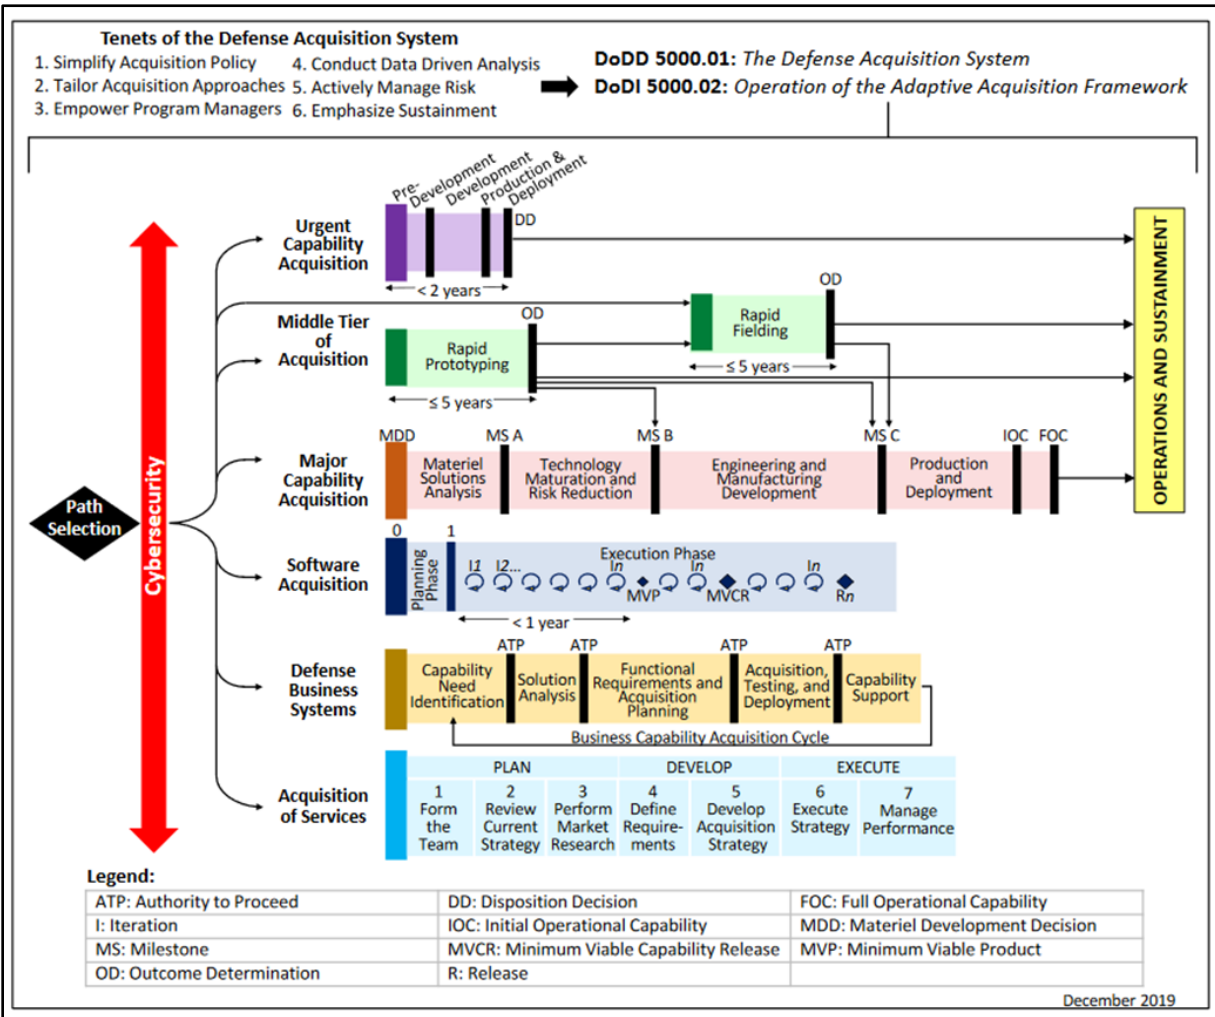 Tenets of the Defense Acquisition System
1. Simplify Acquisition Policy
2. Tailor Acquisition Approaches
3. Empower Program Managers
4. Conduct Data Driven Analysis
5. Actively Manage Risk
6. Emphasize Sustainment
DoDD 5000.01: The Defense Acquisition System
DoDI 5000.02: Operation of the Adaptive Acquisition Framework
Path
Selection
Cybersecurity
Urgent
Capability
Acquisition
Pre-
Development
Development
Production &
Deployment
DD
< 2 years
Middle Tier
of
Acquisition
Rapid
Prototyping
OD
≤ 5 years
Rapid
Fielding
OD
≤ 5 years
Major
Capability
Acquisition
MDD
Materiel
Solutions
Analysis
MS A
Technology
Maturation and
Risk Reduction
MS B
Engineering and
Manufacturing
Development
MS C
Production
and
Deployment
IOC
FOC
OPERATIONS AND SUSTAINMENT
Software
Acquisition
0
1
Planning
Phase
Execution Phase
I1
I2...
In
In
In
MVP
MVCR
Rn
< 1 year
Defense
Business
Systems
Capability
Need
Identification
ATP
Solution
Analysis
ATP
Functional
Requirements and
Acquisition
Planning
ATP
Acquisition,
Testing, and
Deployment
ATP
Capability
Support
Business Capability Acquisition Cycle
Acquisition
of Services
PLAN
DEVELOP
EXECUTE
1
Form
the
Team
2
Review
Current
Strategy
3
Perform
Market
Research
4
Define
Require-
ments
5
Develop
Acquisition
Strategy
6
Execute
Strategy
7
Manage
Performance
Legend:
ATP: Authority to Proceed
DD: Disposition Decision
FOC: Full Operational Capability
I: Iteration
IOC: Initial Operational Capability
MDD: Materiel Development Decision
MS: Milestone
MVCR: Minimum Viable Capability Release
MVP: Minimum Viable Product
OD: Outcome Determination
R: Release
December 2019